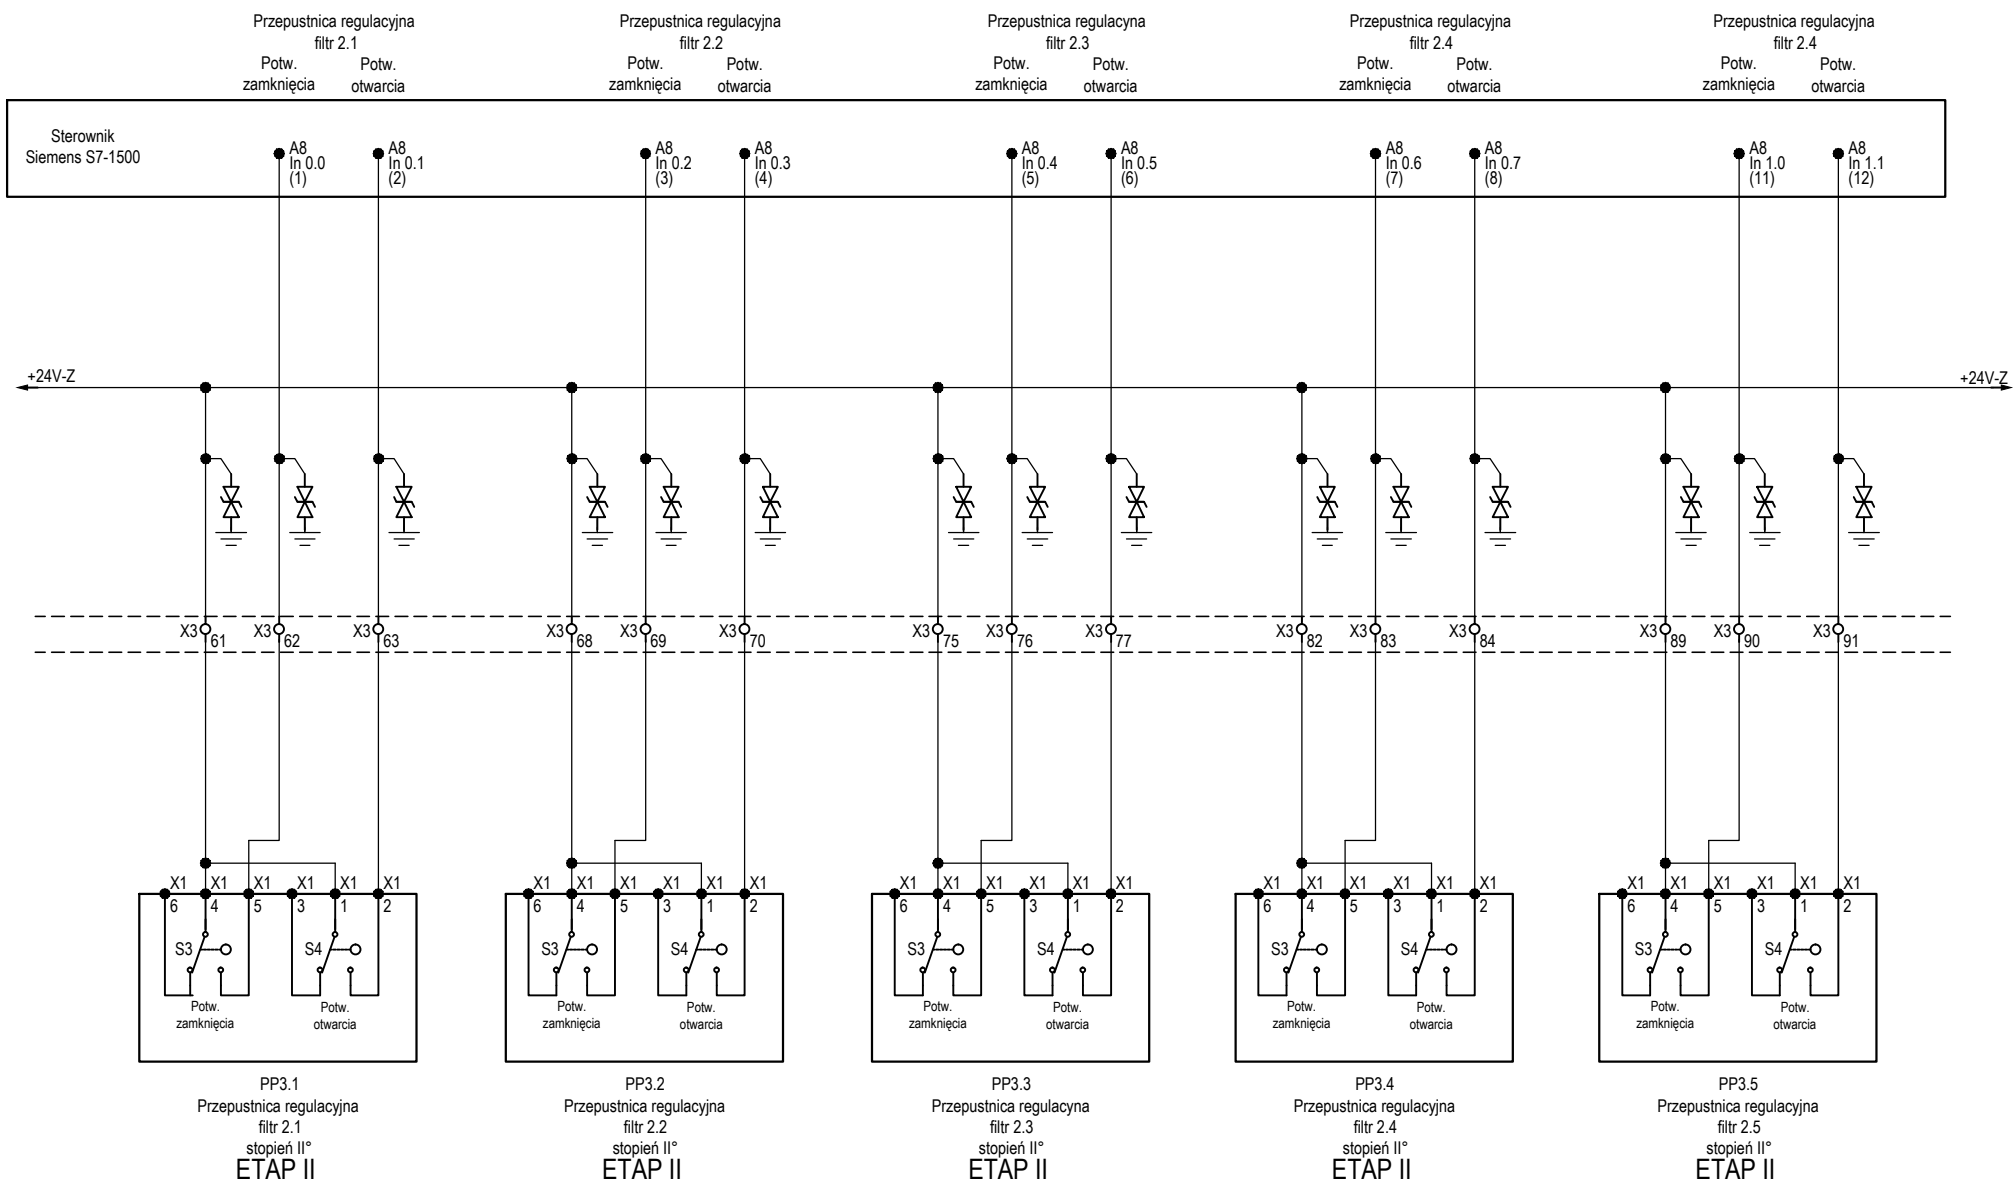 Przepustnica regulacyjna
filtr 2.1
Potw.
zamknięcia
Potw.
otwarcia
Przepustnica regulacyjna
filtr 2.2
Potw.
zamknięcia
Potw.
otwarcia
Przepustnica regulacyna
filtr 2.3
Potw.
zamknięcia
Potw.
otwarcia
Przepustnica regulacyjna
filtr 2.4
Potw.
zamknięcia
Potw.
otwarcia
Przepustnica regulacyjna
filtr 2.4
Potw.
zamknięcia
Potw.
otwarcia
Sterownik
Siemens S7-1500
A8
In 0.0
(1)
A8
In 0.1
(2)
A8
In 0.2
(3)
A8
In 0.3
(4)
A8
In 0.4
(5)
A8
In 0.5
(6)
A8
In 0.6
(7)
A8
In 0.7
(8)
A8
In 1.0
(11)
A8
In 1.1
(12)
+24V-Z
+24V-Z
X3 61
X3 62
X3 63
X3 68
X3 69
X3 70
X3 75
X3 76
X3 77
X3 82
X3 83
X3 84
X3 89
X3 90
X3 91
X1 X1 X1 X1 X1 X1
6 4 5 3 1 2
S3 S4
Potw.
zamknięcia
Potw.
otwarcia
PP3.1
Przepustnica regulacyjna
filtr 2.1
stopień II°
ETAP II
X1 X1 X1 X1 X1 X1
6 4 5 3 1 2
S3 S4
Potw.
zamknięcia
Potw.
otwarcia
PP3.2
Przepustnica regulacyjna
filtr 2.2
stopień II°
ETAP II
X1 X1 X1 X1 X1 X1
6 4 5 3 1 2
S3 S4
Potw.
zamknięcia
Potw.
otwarcia
PP3.3
Przepustnica regulacyna
filtr 2.3
stopień II°
ETAP II
X1 X1 X1 X1 X1 X1
6 4 5 3 1 2
S3 S4
Potw.
zamknięcia
Potw.
otwarcia
PP3.4
Przepustnica regulacyjna
filtr 2.4
stopień II°
ETAP II
X1 X1 X1 X1 X1 X1
6 4 5 3 1 2
S3 S4
Potw.
zamknięcia
Potw.
otwarcia
PP3.5
Przepustnica regulacyjna
filtr 2.5
stopień II°
ETAP II